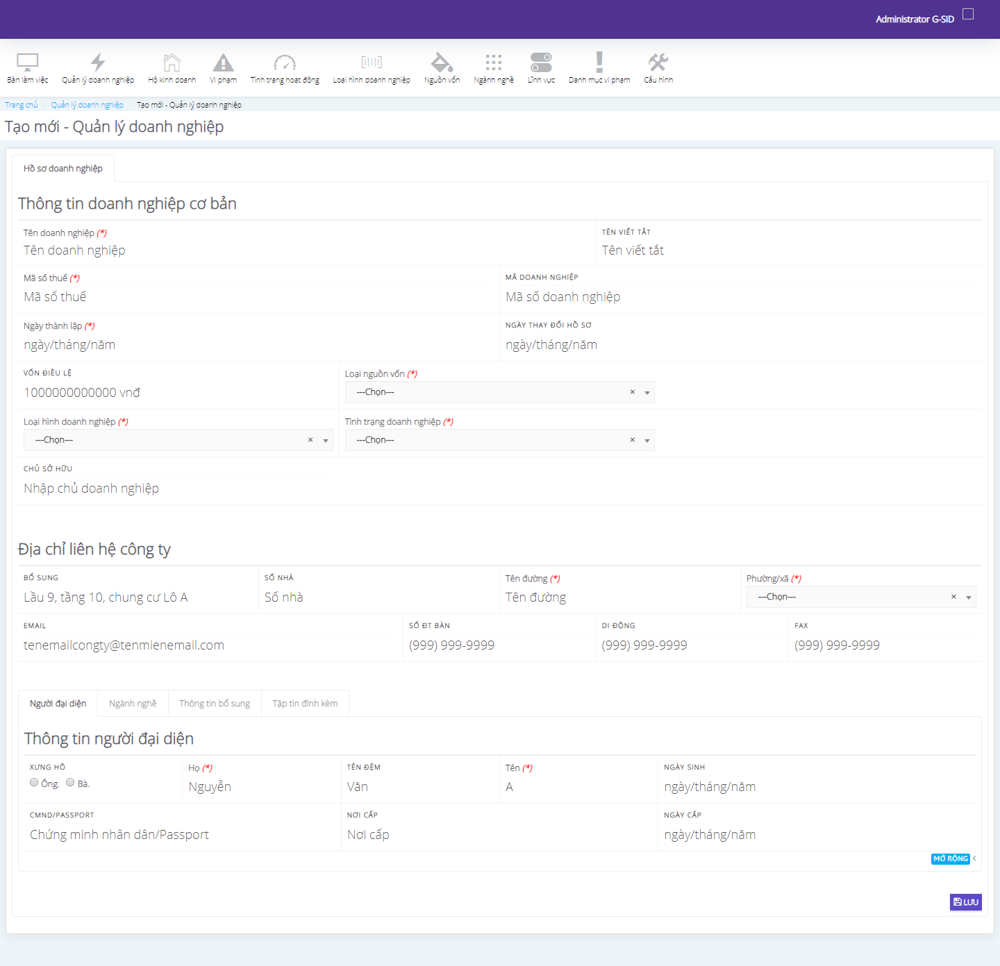 Administrator G-SID
Bàn làm việc Quản lý doanh nghiệp Hộ kinh doanh Vi phạm Tình trạng hoạt động Loại hình doanh nghiệp Nguồn vốn Ngành nghề Lĩnh vực Danh mục vi phạm Cấu hình
Trang chủ / Quản lý doanh nghiệp / Tạo mới - Quản lý doanh nghiệp
Tạo mới - Quản lý doanh nghiệp
Hồ sơ doanh nghiệp
Thông tin doanh nghiệp cơ bản
Tên doanh nghiệp (*) TÊN VIẾT TẮT
Tên doanh nghiệp Tên viết tắt
Mã số thuế (*) MÃ DOANH NGHIỆP
Mã số thuế Mã số doanh nghiệp
Ngày thành lập (*) NGÀY THAY ĐỔI HỒ SƠ
ngày/tháng/năm ngày/tháng/năm
VỐN ĐIỀU LỆ Loại nguồn vốn (*)
1000000000000 vnđ ---Chọn--- ×
Loại hình doanh nghiệp (*) Tình trạng doanh nghiệp (*)
---Chọn--- × ---Chọn--- ×
CHỦ SỞ HỮU
Nhập chủ doanh nghiệp
Địa chỉ liên hệ công ty
BỔ SUNG SỐ NHÀ Tên đường (*) Phường/xã (*)
Lầu 9, tầng 10, chung cư Lô A Số nhà Tên đường ---Chọn--- ×
EMAIL SỐ ĐT BÀN DI ĐỘNG FAX
tenemailcongty@tenmienemail.com (999) 999-9999 (999) 999-9999 (999) 999-9999
Người đại diện Ngành nghề Thông tin bổ sung Tập tin đính kèm
Thông tin người đại diện
XƯNG HÔ Họ (*) TÊN ĐỆM Tên (*) NGÀY SINH
Ông. Bà. Nguyễn Văn A ngày/tháng/năm
CMND/PASSPORT NƠI CẤP NGÀY CẤP
Chứng minh nhân dân/Passport Nơi cấp ngày/tháng/năm
MỞ RỘNG
LƯU